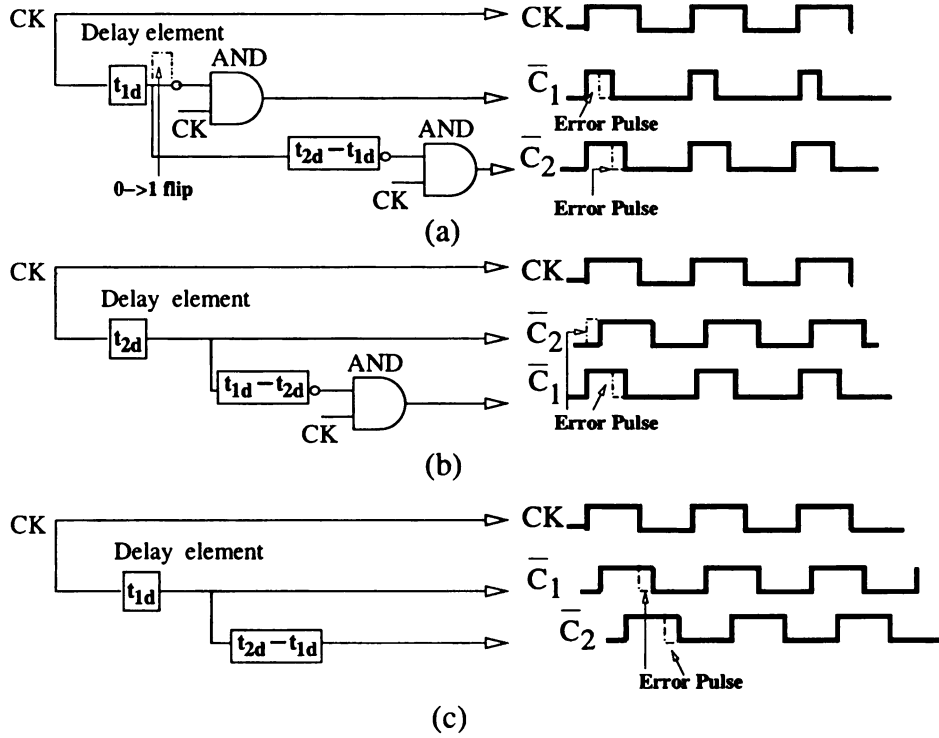 CK
Delay element
AND
t1d
CK
AND
t2d – t1d
CK
0–>1 flip
CK
C̅1
Error Pulse
C̅2
Error Pulse
(a)
CK
Delay element
t2d
AND
t1d – t2d
CK
CK
C̅2
C̅1
Error Pulse
(b)
CK
Delay element
t1d
t2d – t1d
CK
C̅1
C̅2
Error Pulse
(c)